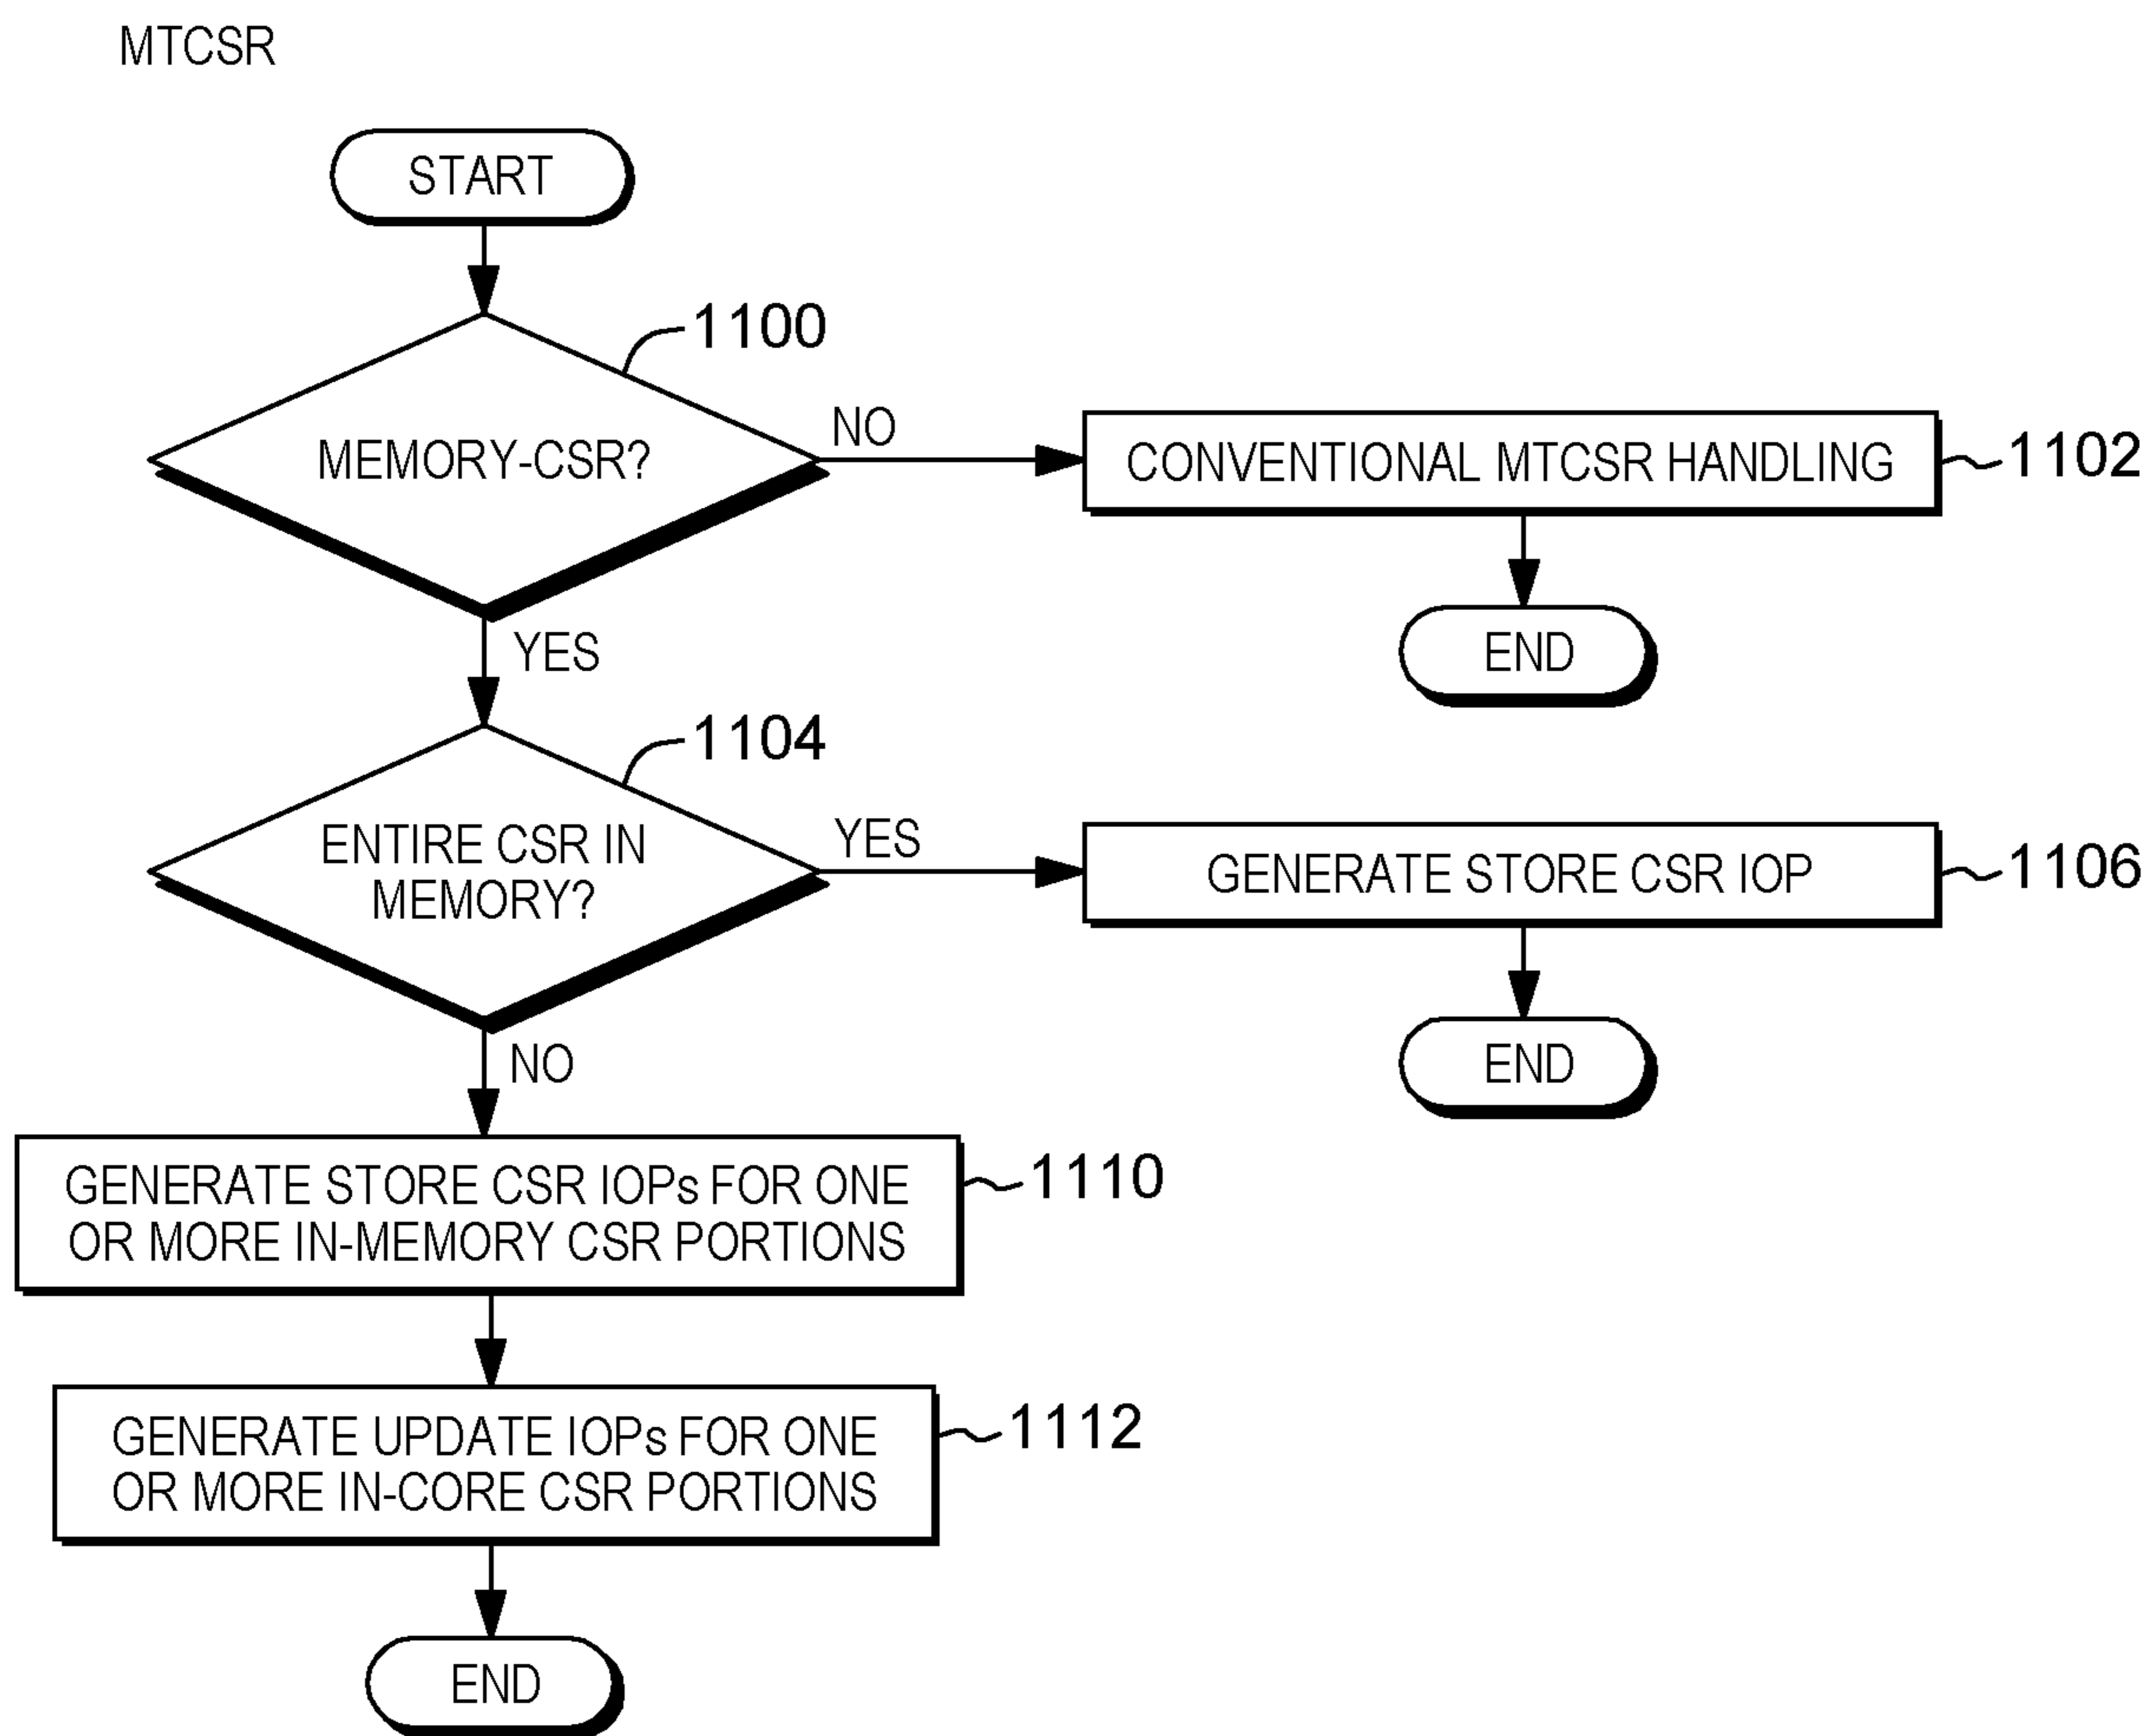 MTCSR
START
1100
MEMORY-CSR?
NO
CONVENTIONAL MTCSR HANDLING
1102
END
YES
1104
ENTIRE CSR IN
MEMORY?
YES
GENERATE STORE CSR IOP
1106
END
NO
GENERATE STORE CSR IOPs FOR ONE
OR MORE IN-MEMORY CSR PORTIONS
1110
GENERATE UPDATE IOPs FOR ONE
OR MORE IN-CORE CSR PORTIONS
1112
END